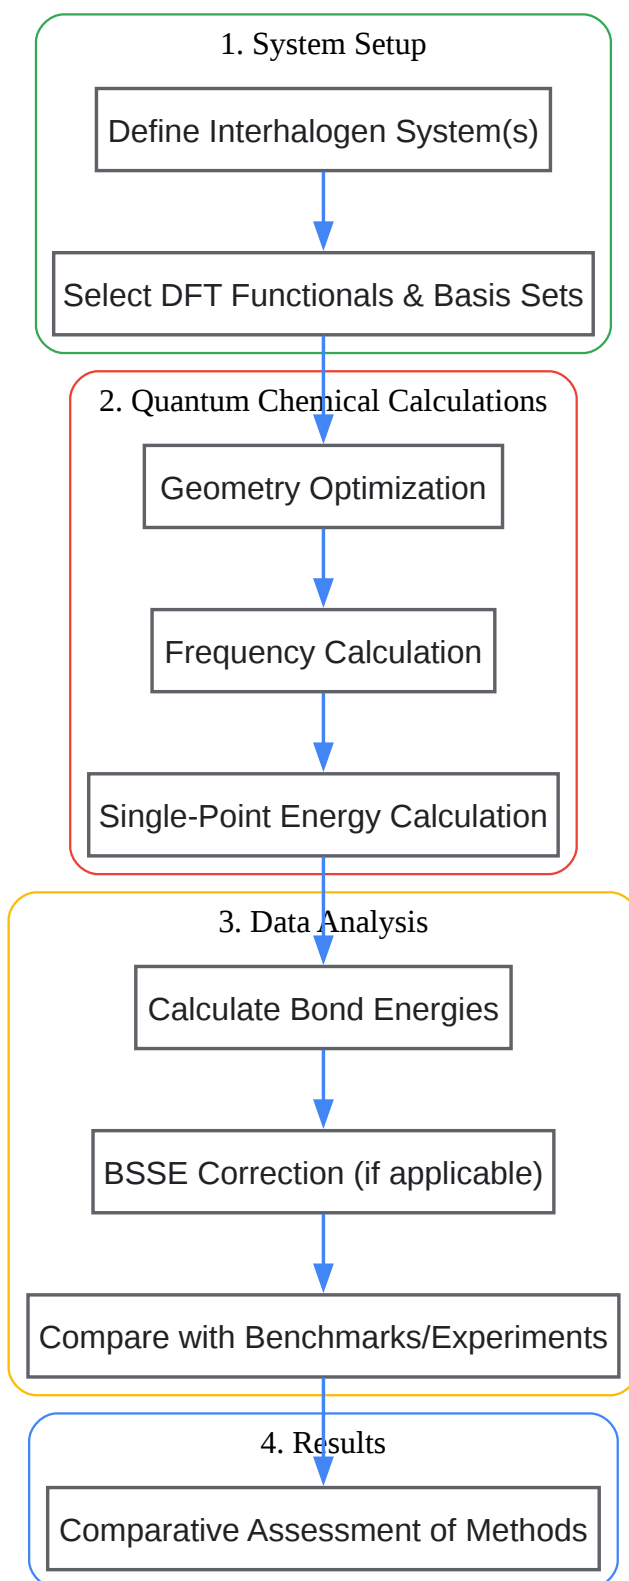 1. System Setup
Define Interhalogen System(s)
Select DFT Functionals & Basis Sets
2. Quantum Chemical Calculations
Geometry Optimization
Frequency Calculation
Single-Point Energy Calculation
3. Data Analysis
Calculate Bond Energies
BSSE Correction (if applicable)
Compare with Benchmarks/Experiments
4. Results
Comparative Assessment of Methods